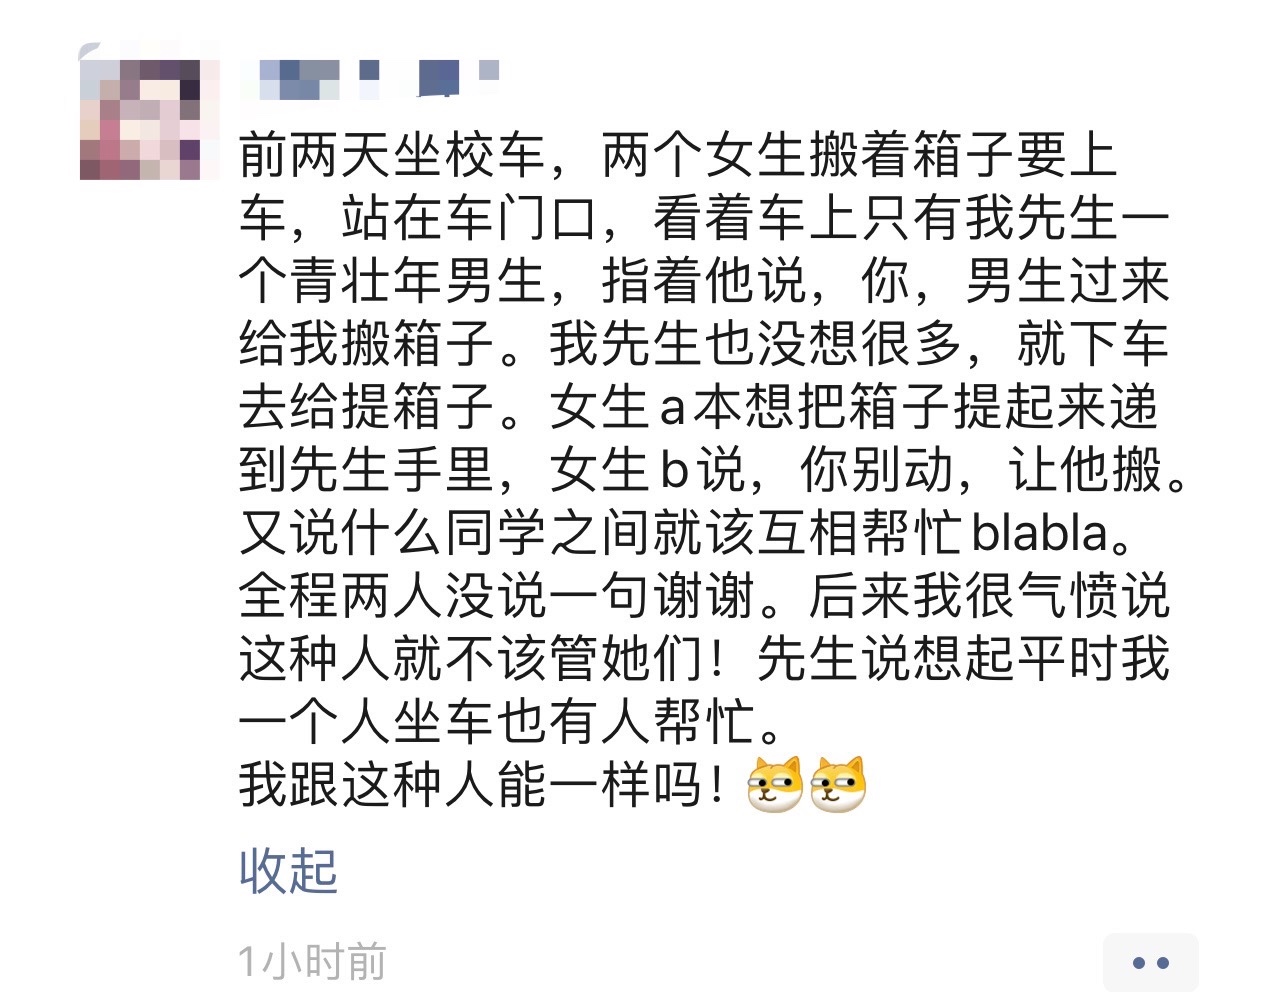 前两天坐校车，两个女生搬着箱子要上
车，站在车门口，看着车上只有我先生一
个青壮年男生，指着他说，你，男生过来
给我搬箱子。我先生也没想很多，就下车
去给提箱子。女生a本想把箱子提起来递
到先生手里，女生b说，你别动，让他搬。
又说什么同学之间就该互相帮忙blabla。
全程两人没说一句谢谢。后来我很气愤说
这种人就不该管她们！先生说想起平时我
一个人坐车也有人帮忙。
我跟这种人能一样吗！
收起
1小时前